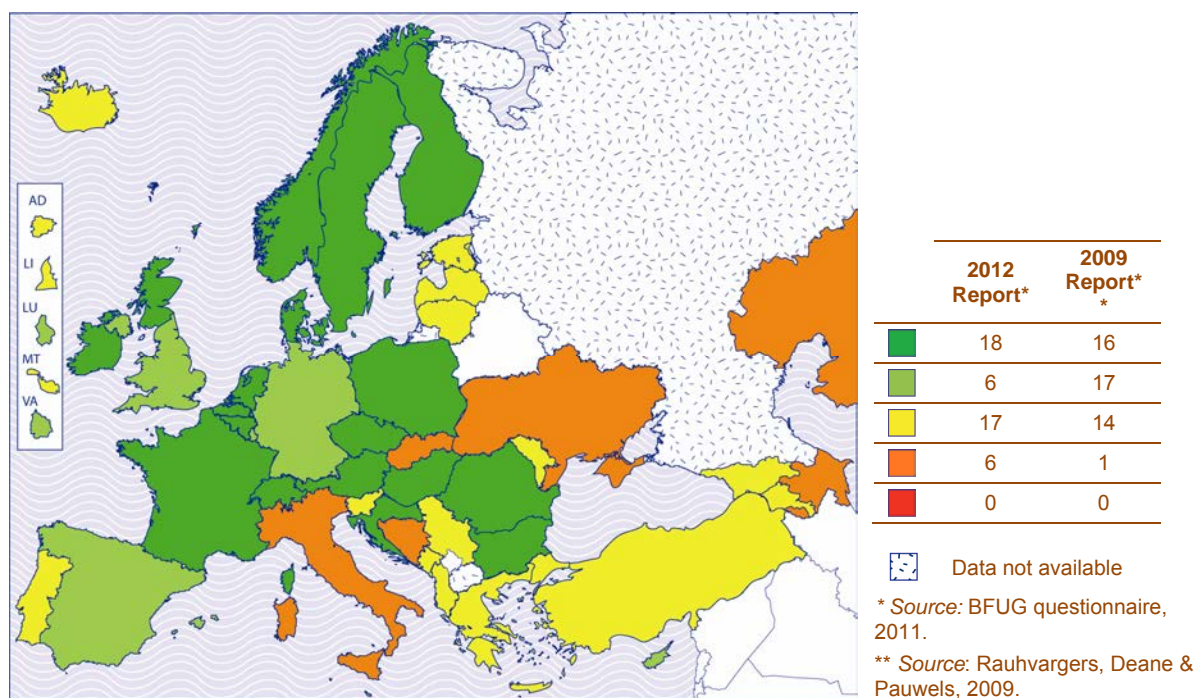 AD
LI
LU
MT
VA
2012 2009
Report* Report*
*
18 16
6 17
17 14
6 1
0 0
Data not available
* Source: BFUG questionnaire,
2011.
** Source: Rauhvargers, Deane &
Pauwels, 2009.